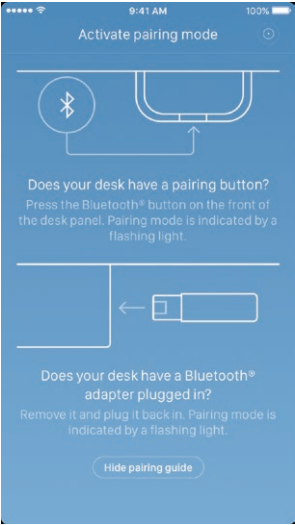 9:41 AM
100%
Activate pairing mode
Does your desk have a pairing button?
Press the Bluetooth® button on the front of
the desk panel. Pairing mode is indicated by a
flashing light.
Does your desk have a Bluetooth®
adapter plugged in?
Remove it and plug it back in. Pairing mode is
indicated by a flashing light.
Hide pairing guide